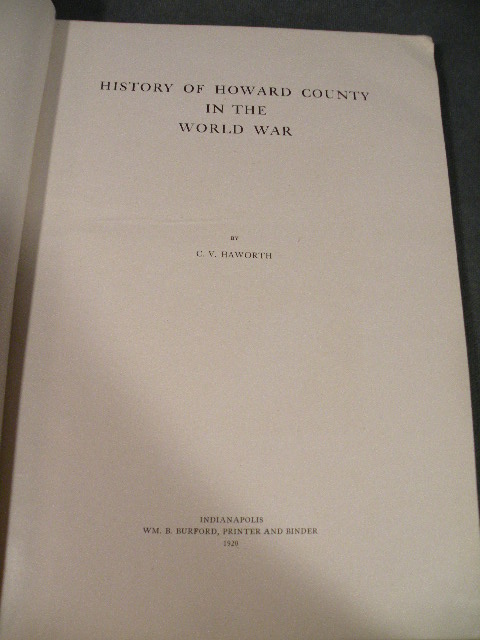 HISTORY OF HOWARD COUNTY
IN THE
WORLD WAR
BY
C. V. HAWORTH
INDIANAPOLIS
WM. B. BURFORD, PRINTER AND BINDER
1920